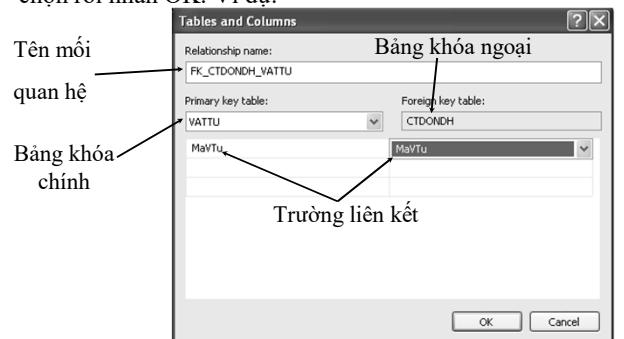 chọn rồi nhấn OK. Ví dụ:
Tables and Columns
Tên mối
quan hệ
Relationship name:
Bảng khóa ngoại
FK_CTDONDH_VATTU
Primary key table:
Foreign key table:
VATTU
CTDONDH
Bảng khóa
chính
MaVTu
MaVTu
Trường liên kết
OK
Cancel